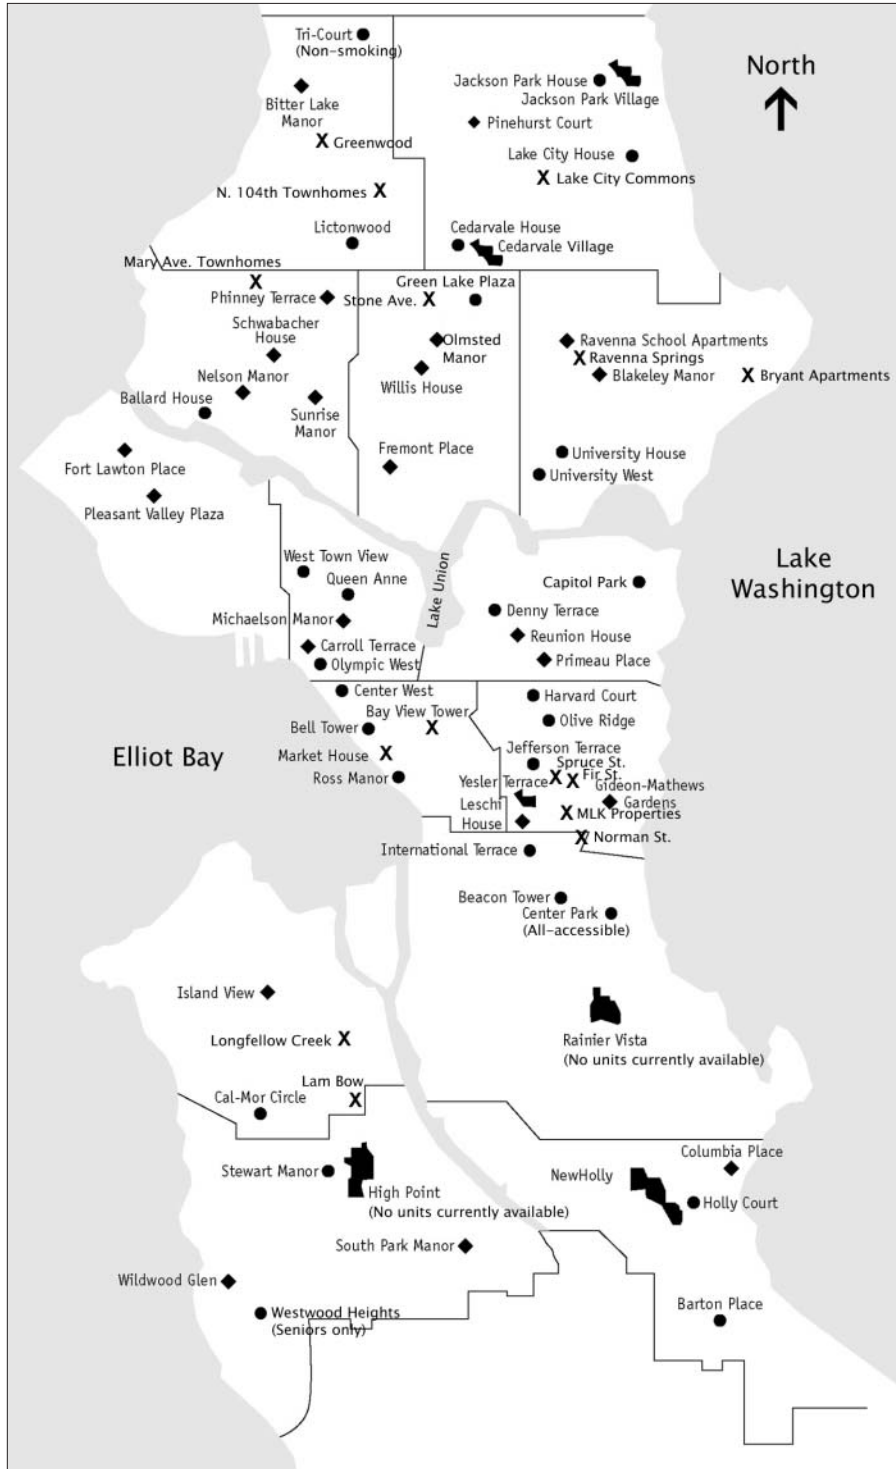 Tri-Court
(Non-smoking)
North
Jackson Park House
Jackson Park Village
Bitter Lake
Manor
Pinehurst Court
Greenwood
Lake City House
Lake City Commons
N. 104th Townhomes
Lictonwood
Cedarvale House
Cedarvale Village
Mary Ave. Townhomes
Green Lake Plaza
Phinney Terrace
Stone Ave.
Schwabacher
House
Olmsted
Manor
Ravenna School Apartments
Ravenna Springs
Nelson Manor
Willis House
Blakeley Manor
Bryant Apartments
Ballard House
Sunrise
Manor
Fremont Place
University House
Fort Lawton Place
University West
Pleasant Valley Plaza
West Town View
Queen Anne
Lake Union
Capitol Park
Lake
Washington
Michaelson Manor
Denny Terrace
Carroll Terrace
Reunion House
Olympic West
Primeau Place
Center West
Harvard Court
Bay View Tower
Olive Ridge
Bell Tower
Elliot Bay
Market House
Jefferson Terrace
Spruce St.
Fir St.
Ross Manor
Yesler Terrace
Gideon-Mathews
Gardens
Leschi
House
MLK Properties
Norman St.
International Terrace
Beacon Tower
Center Park
(All-accessible)
Island View
Longfellow Creek
Rainier Vista
(No units currently available)
Lam Bow
Cal-Mor Circle
Columbia Place
Stewart Manor
NewHolly
High Point
(No units currently available)
Holly Court
South Park Manor
Wildwood Glen
Westwood Heights
(Seniors only)
Barton Place